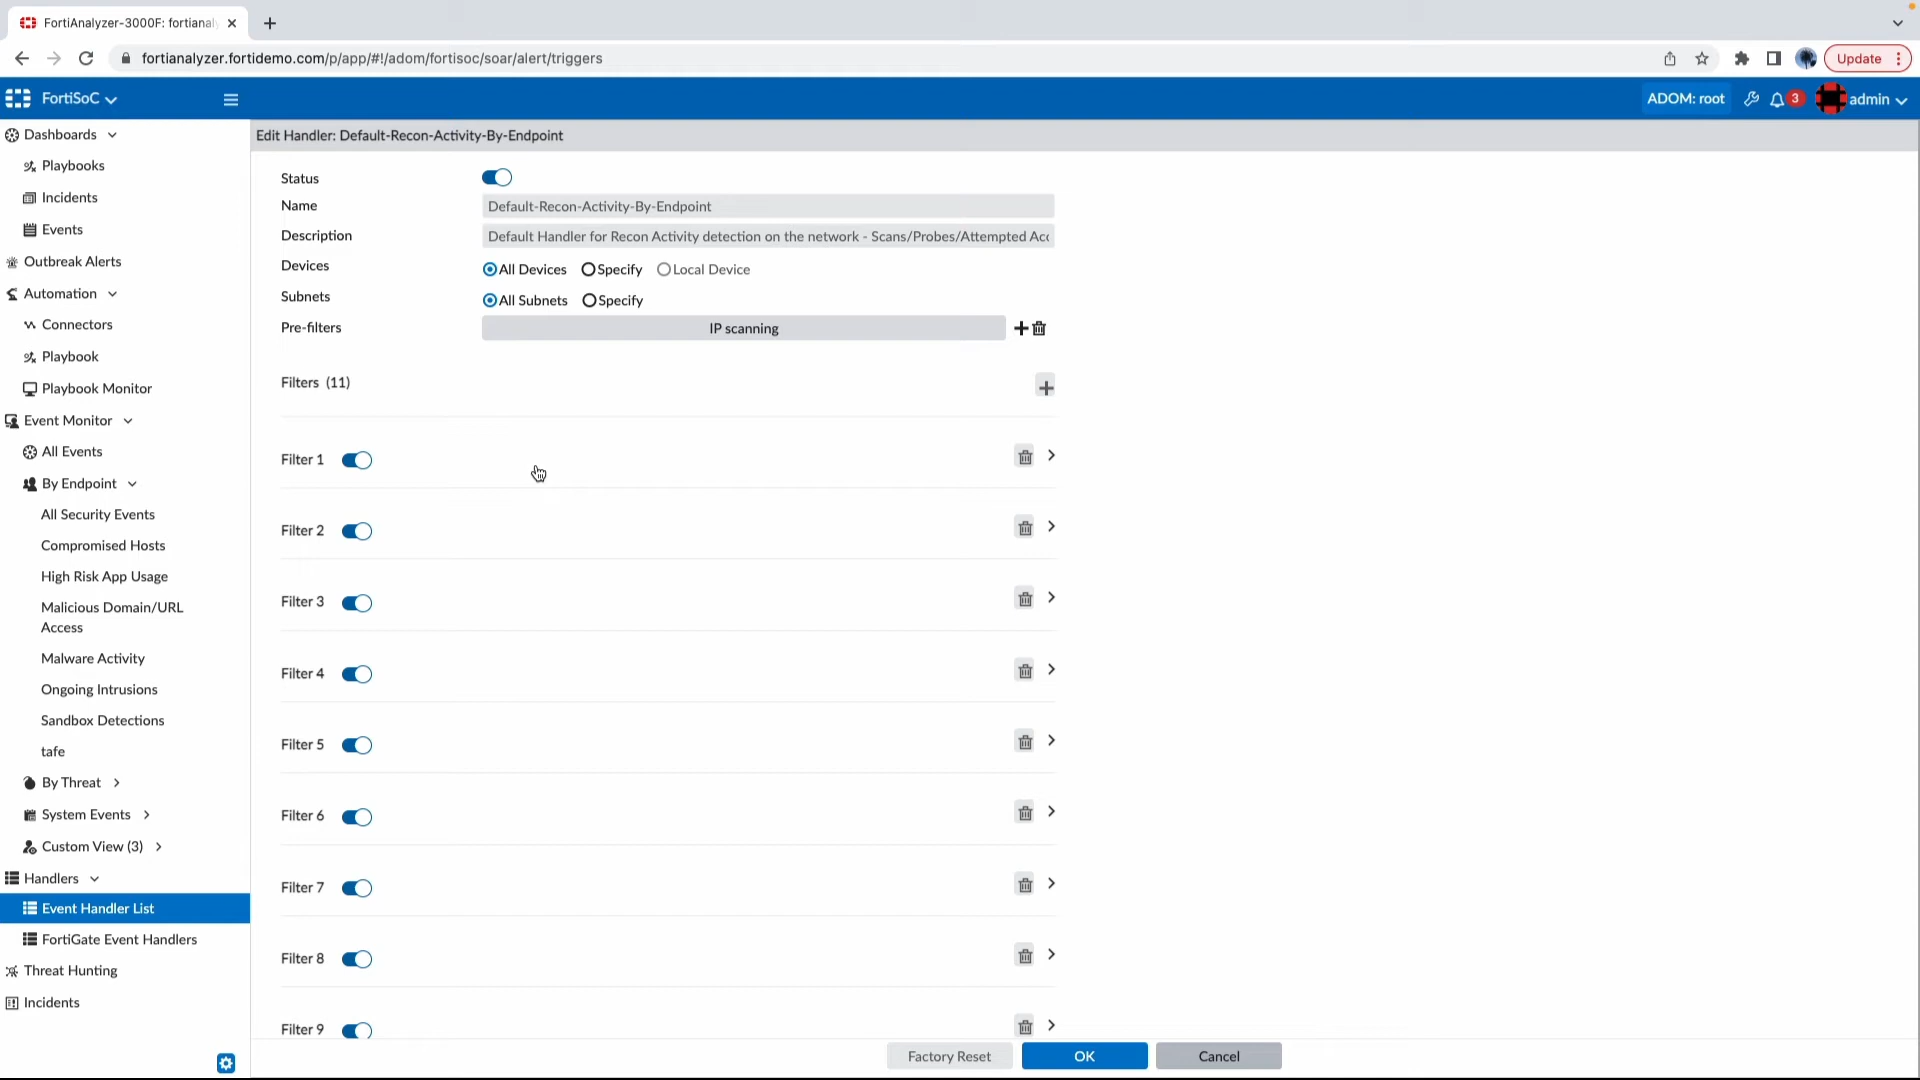 FortiAnalyzer-3000F: fortianal
fortianalyzer.fortidemo.com/p/app/#!/adom/fortisoc/soar/alert/triggers
Update
FortiSoC
ADOM: root
3
admin
Dashboards
Playbooks
Incidents
Events
Outbreak Alerts
Automation
Connectors
Playbook
Playbook Monitor
Event Monitor
All Events
By Endpoint
All Security Events
Compromised Hosts
High Risk App Usage
Malicious Domain/URL
Access
Malware Activity
Ongoing Intrusions
Sandbox Detections
tafe
By Threat
System Events
Custom View (3)
Handlers
Event Handler List
FortiGate Event Handlers
Threat Hunting
Incidents
Edit Handler: Default-Recon-Activity-By-Endpoint
Status
Name Default-Recon-Activity-By-Endpoint
Description Default Handler for Recon Activity detection on the network - Scans/Probes/Attempted Acc
Devices All Devices Specify Local Device
Subnets All Subnets Specify
Pre-filters IP scanning
Filters (11)
Filter 1
Filter 2
Filter 3
Filter 4
Filter 5
Filter 6
Filter 7
Filter 8
Filter 9
Factory Reset OK Cancel